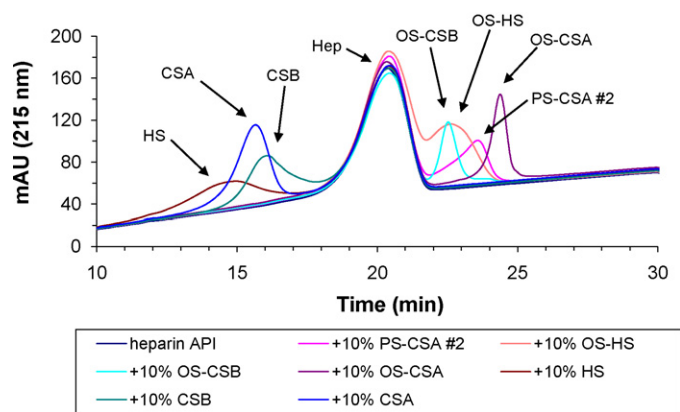 200
160
120
80
40
0
mAU (215 nm)
HS
CSA
CSB
Hep
OS-CSB
OS-HS
OS-CSA
PS-CSA #2
10 15 20 25 30
Time (min)
heparin API +10% PS-CSA #2 +10% OS-HS
+10% OS-CSB +10% OS-CSA +10% HS
+10% CSB +10% CSA